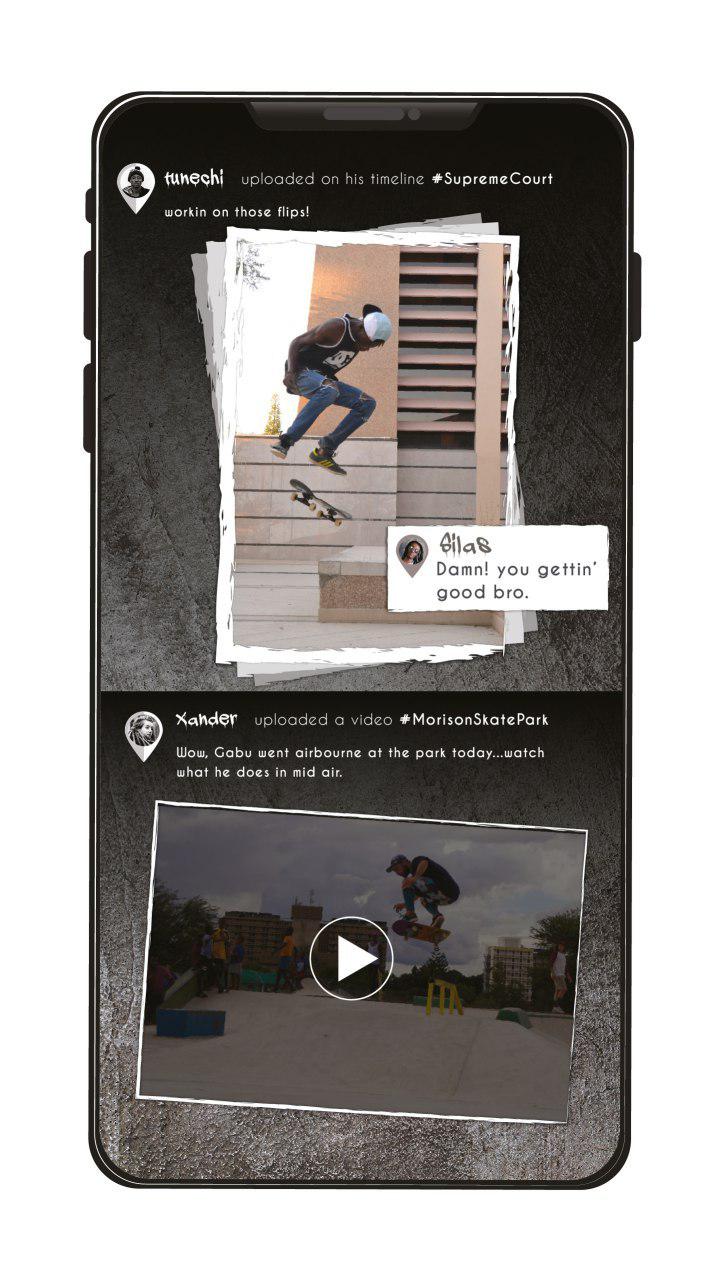 tunechi uploaded on his timeline #SupremeCourt
workin on those flips!
Silas
Damn! you gettin'
good bro.
Xander uploaded a video #MorisonSkatePark
Wow, Gabu went airbourne at the park today...watch
what he does in mid air.